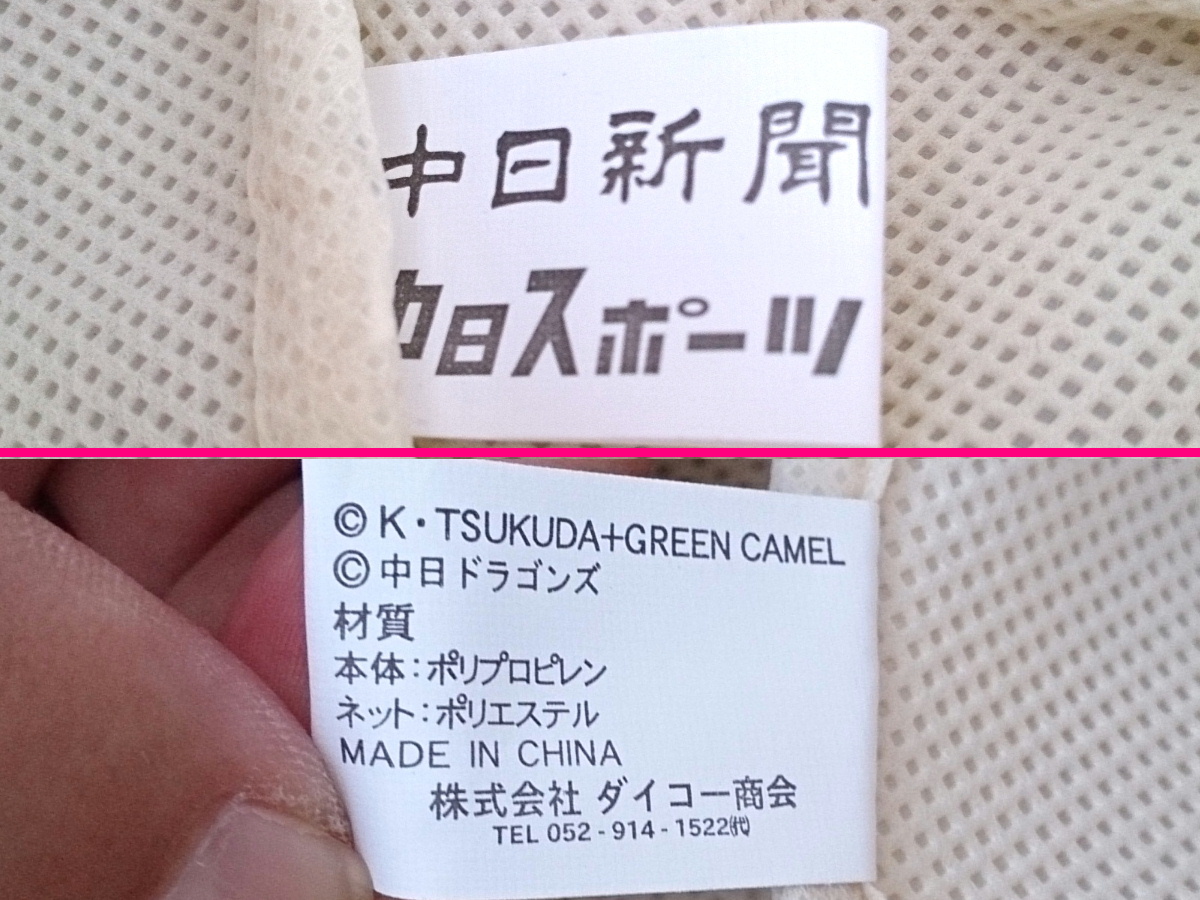 中日新聞
中日スポーツ
© K・TSUKUDA+GREEN CAMEL
© 中日ドラゴンズ
材質
本体：ポリプロピレン
ネット：ポリエステル
MADE IN CHINA
株式会社 ダイコー商会
TEL 052-914-1522㈹